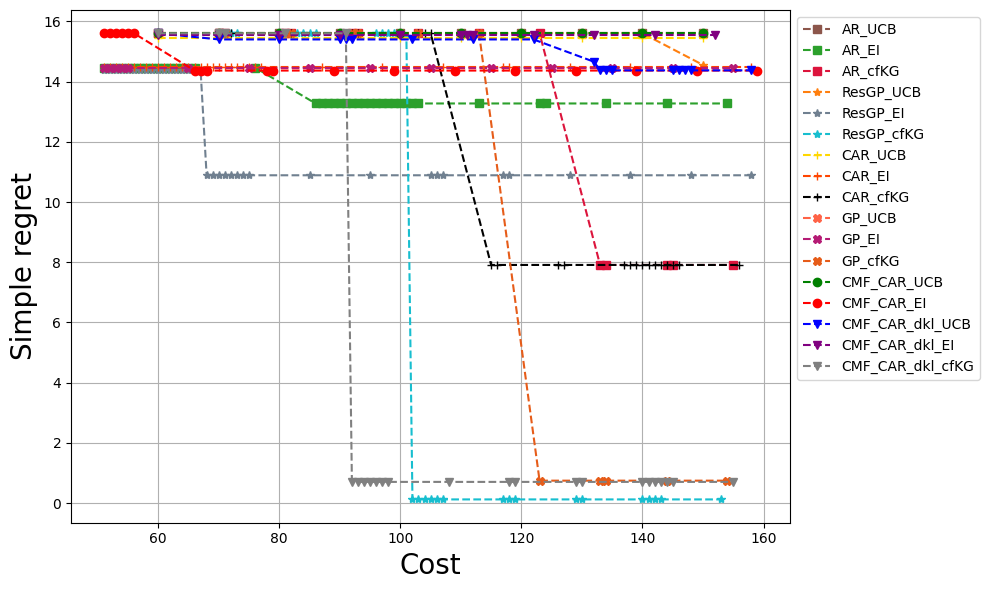 16
14
12
10
8
6
4
2
0
Simple regret
60
80
100
120
140
160
Cost
AR_UCB
AR_EI
AR_cfKG
ResGP_UCB
ResGP_EI
ResGP_cfKG
CAR_UCB
CAR_EI
CAR_cfKG
GP_UCB
GP_EI
GP_cfKG
CMF_CAR_UCB
CMF_CAR_EI
CMF_CAR_dkl_UCB
CMF_CAR_dkl_EI
CMF_CAR_dkl_cfKG